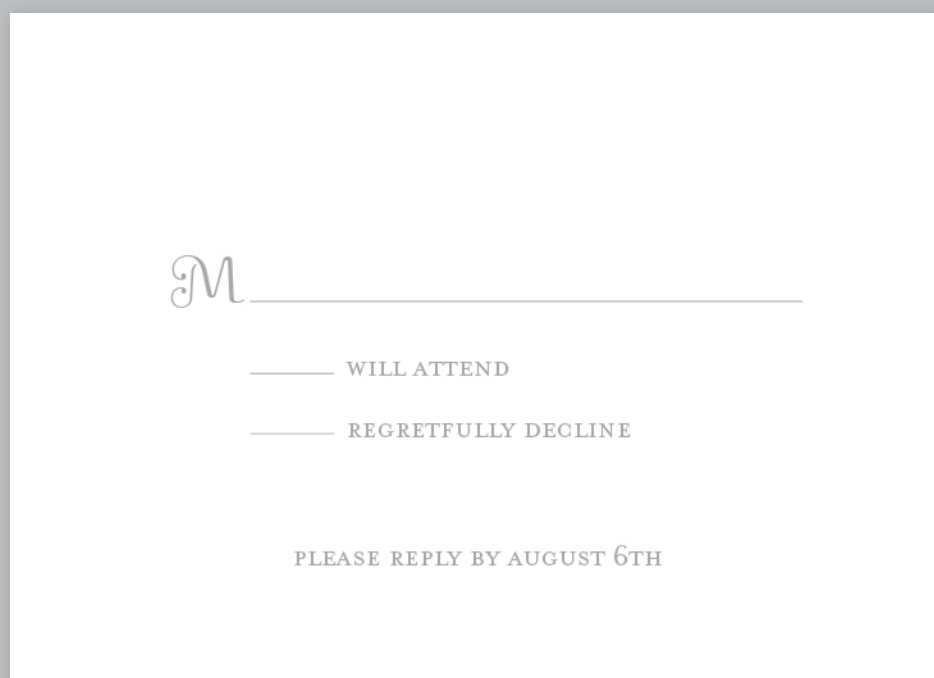 M
WILL ATTEND
REGRETFULLY DECLINE
PLEASE REPLY BY AUGUST 6TH